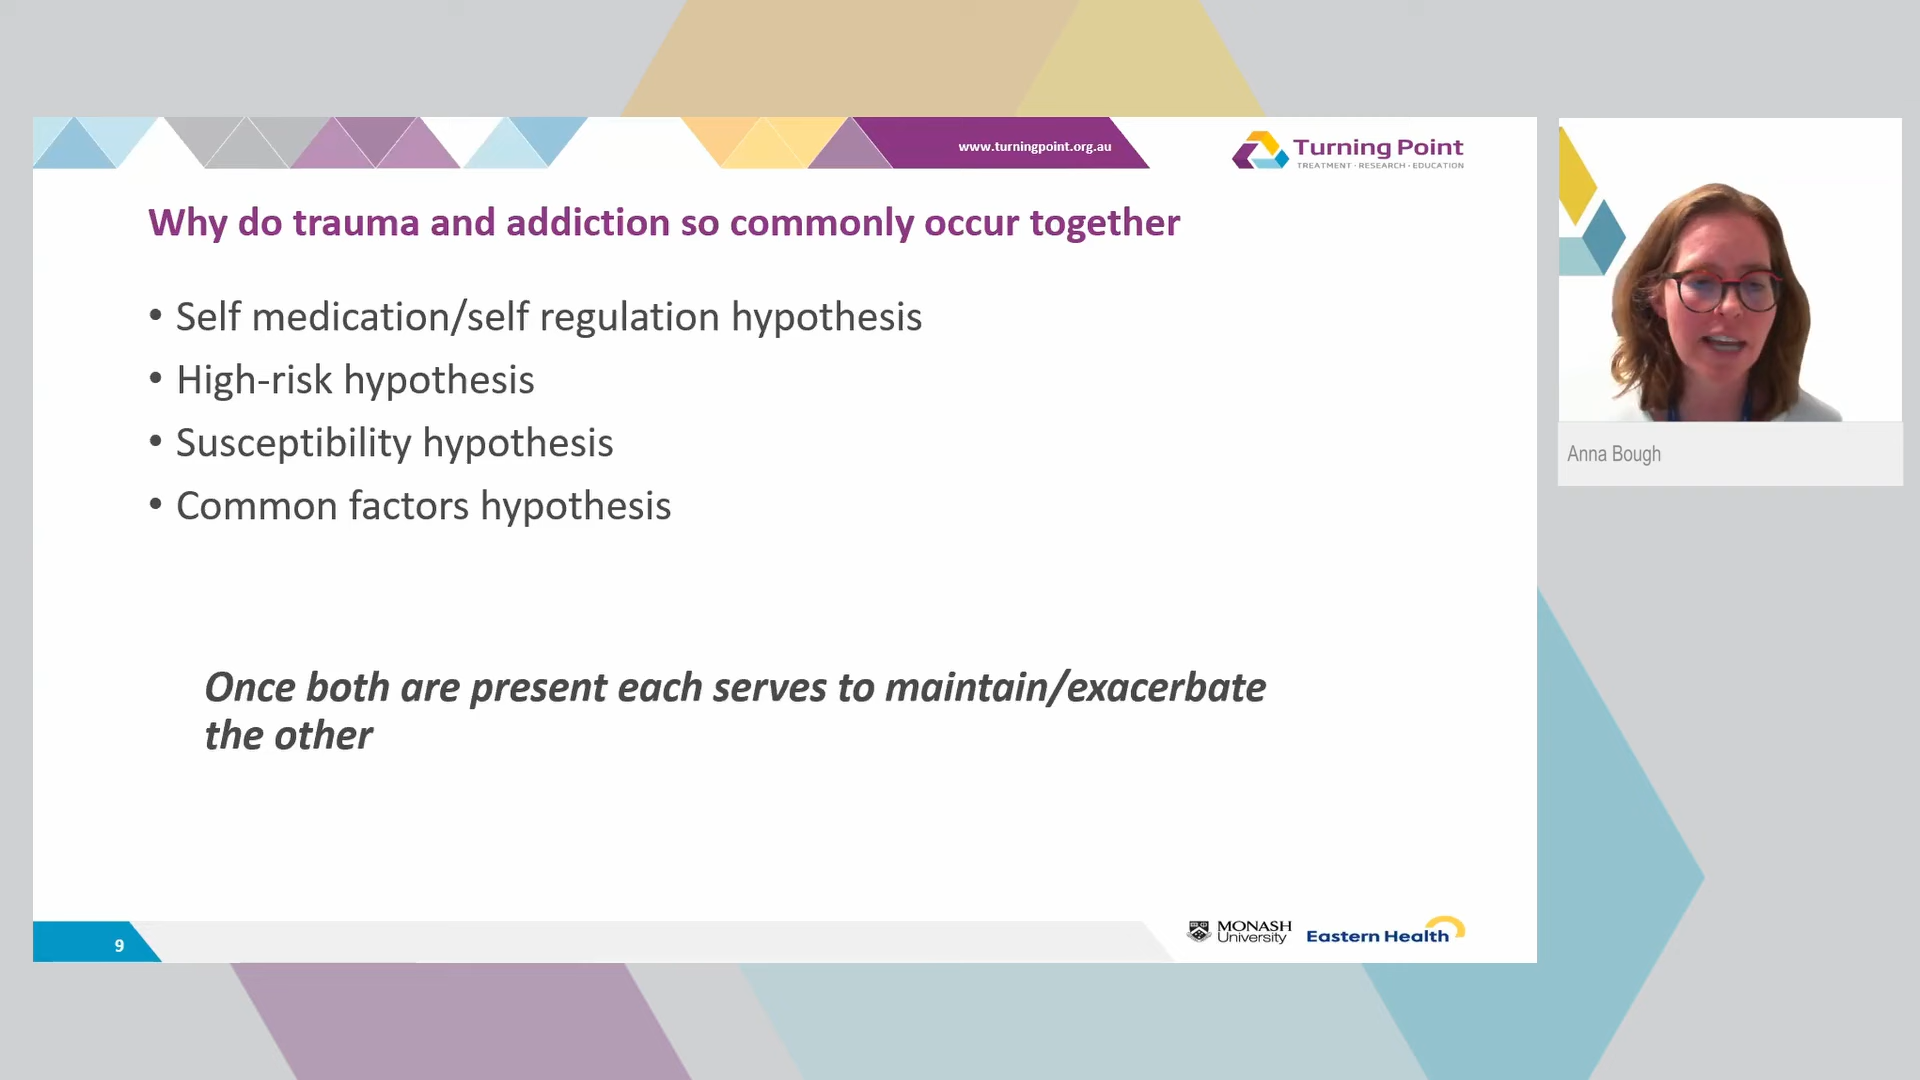 www.turningpoint.org.au
Turning Point
TREATMENT • RESEARCH • EDUCATION
Why do trauma and addiction so commonly occur together
• Self medication/self regulation hypothesis
• High-risk hypothesis
• Susceptibility hypothesis
• Common factors hypothesis
Once both are present each serves to maintain/exacerbate
the other
Anna Bough
9
MONASH
University
Eastern Health